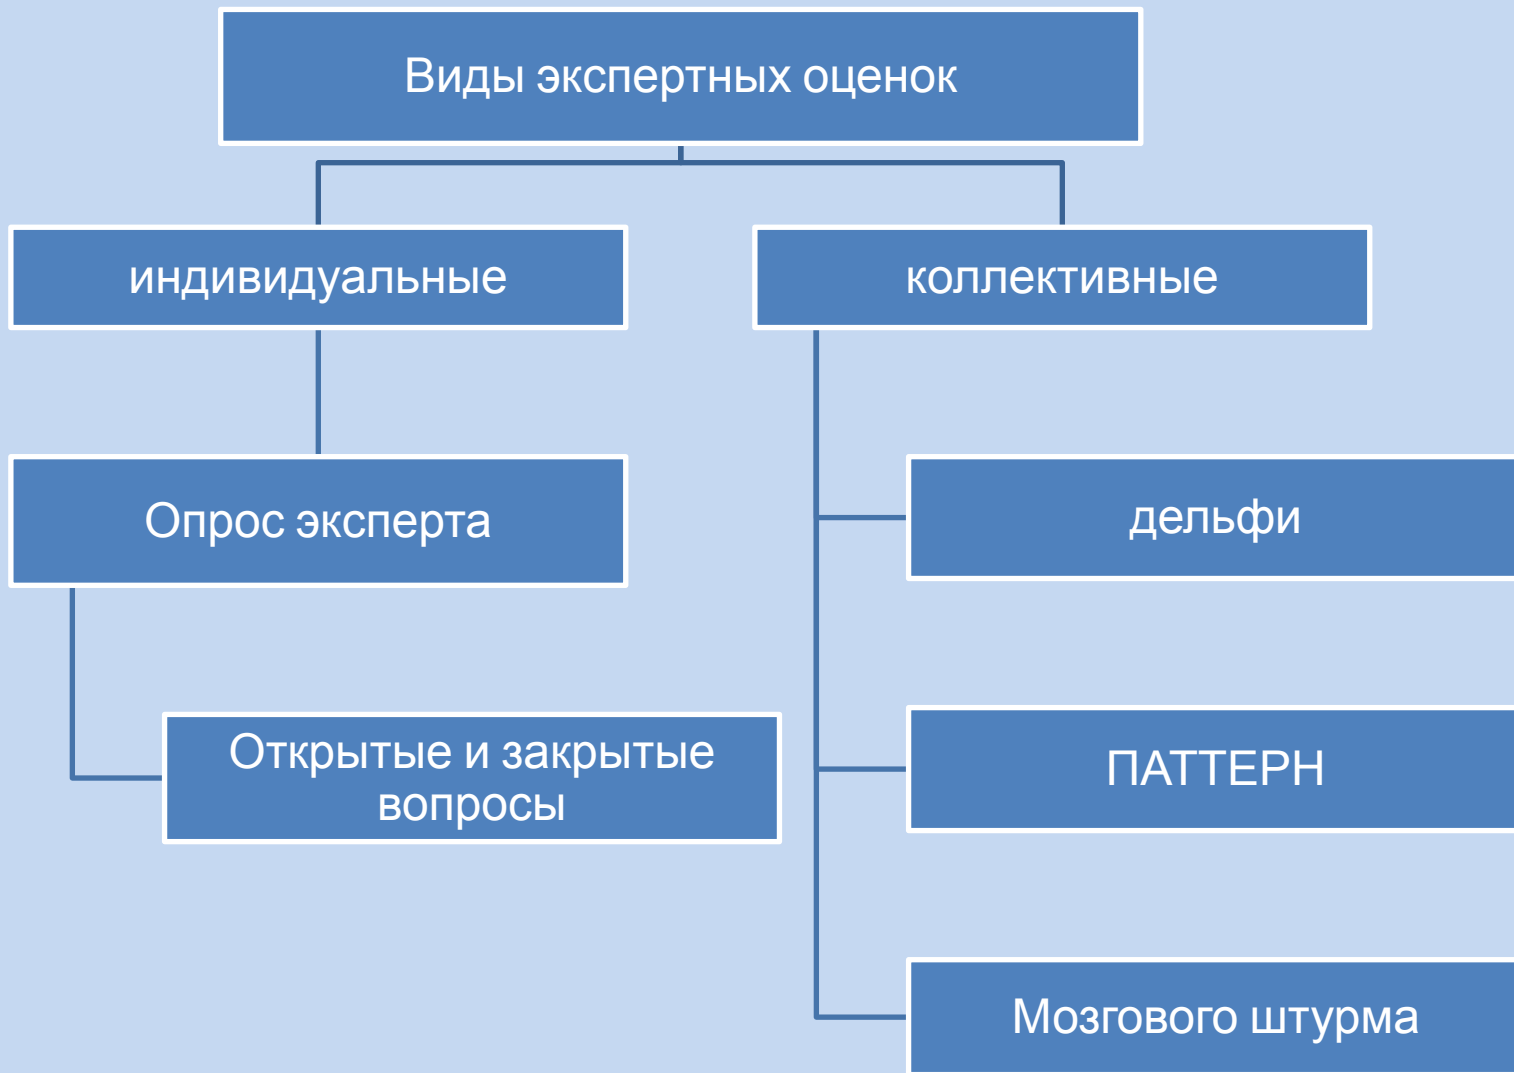 Виды экспертных оценок
индивидуальные
коллективные
Опрос эксперта
дельфи
Открытые и закрытые
вопросы
ПАТТЕРН
Мозгового штурма